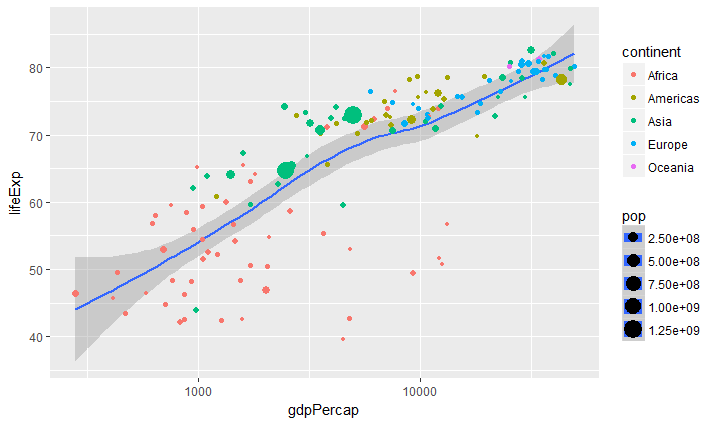 lifeExp
80
70
60
50
40
1000
10000
gdpPercap
continent
Africa
Americas
Asia
Europe
Oceania
pop
2.50e+08
5.00e+08
7.50e+08
1.00e+09
1.25e+09